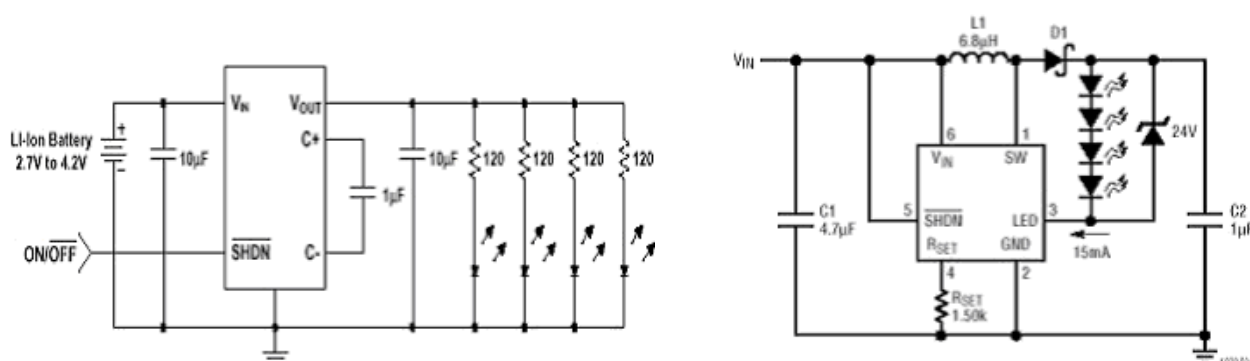 VIN
VOUT
C+
LI-Ion Battery
2.7V to 4.2V
+
−
10μF
10μF
120
120
120
120
1μF
ON/OFF
SHDN
C-
L1
6.8μH
D1
VIN
6
1
VIN
SW
24V
C1
4.7μF
5
SHDN
LED
3
RSET
GND
15mA
4
2
C2
1μF
RSET
1.50k